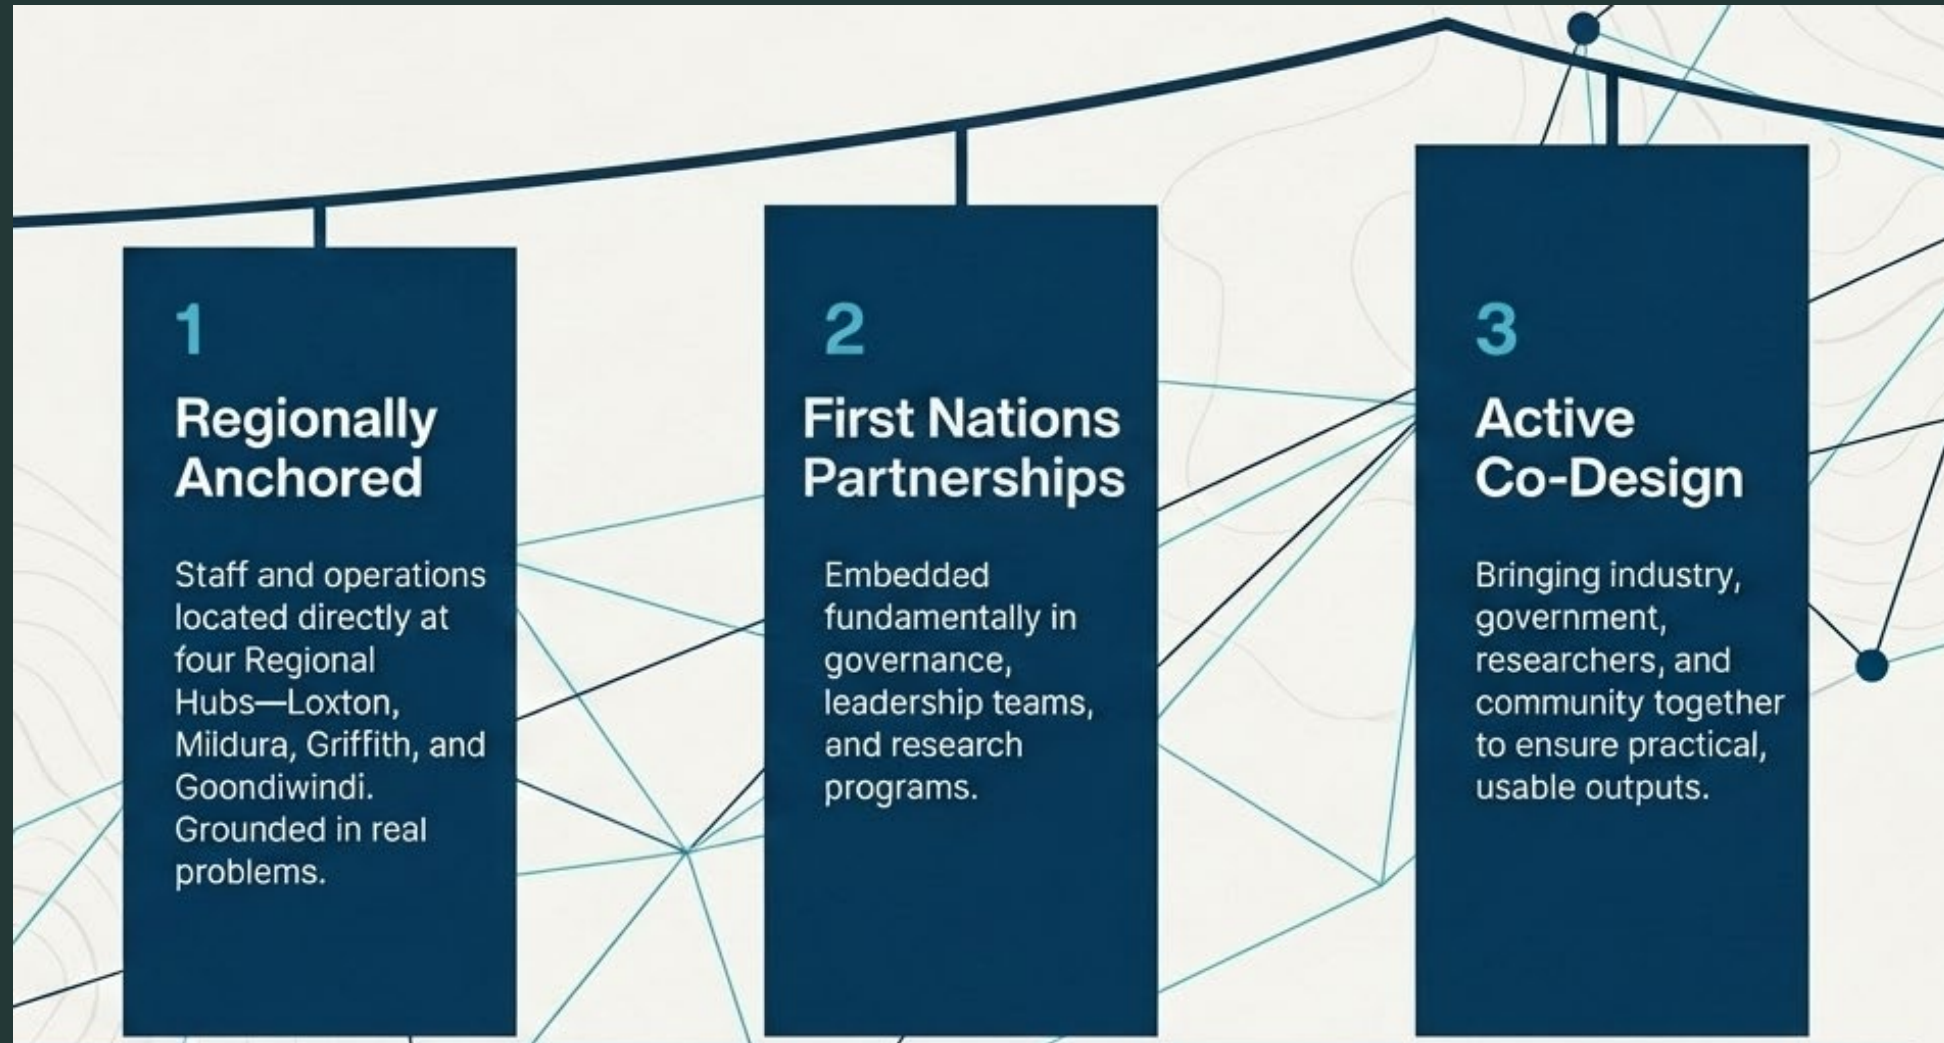 1
Regionally
Anchored
Staff and operations
located directly at
four Regional
Hubs—Loxton,
Mildura, Griffith, and
Goondiwindi.
Grounded in real
problems.
2
First Nations
Partnerships
Embedded
fundamentally in
governance,
leadership teams,
and research
programs.
3
Active
Co-Design
Bringing industry,
government,
researchers, and
community together
to ensure practical,
usable outputs.